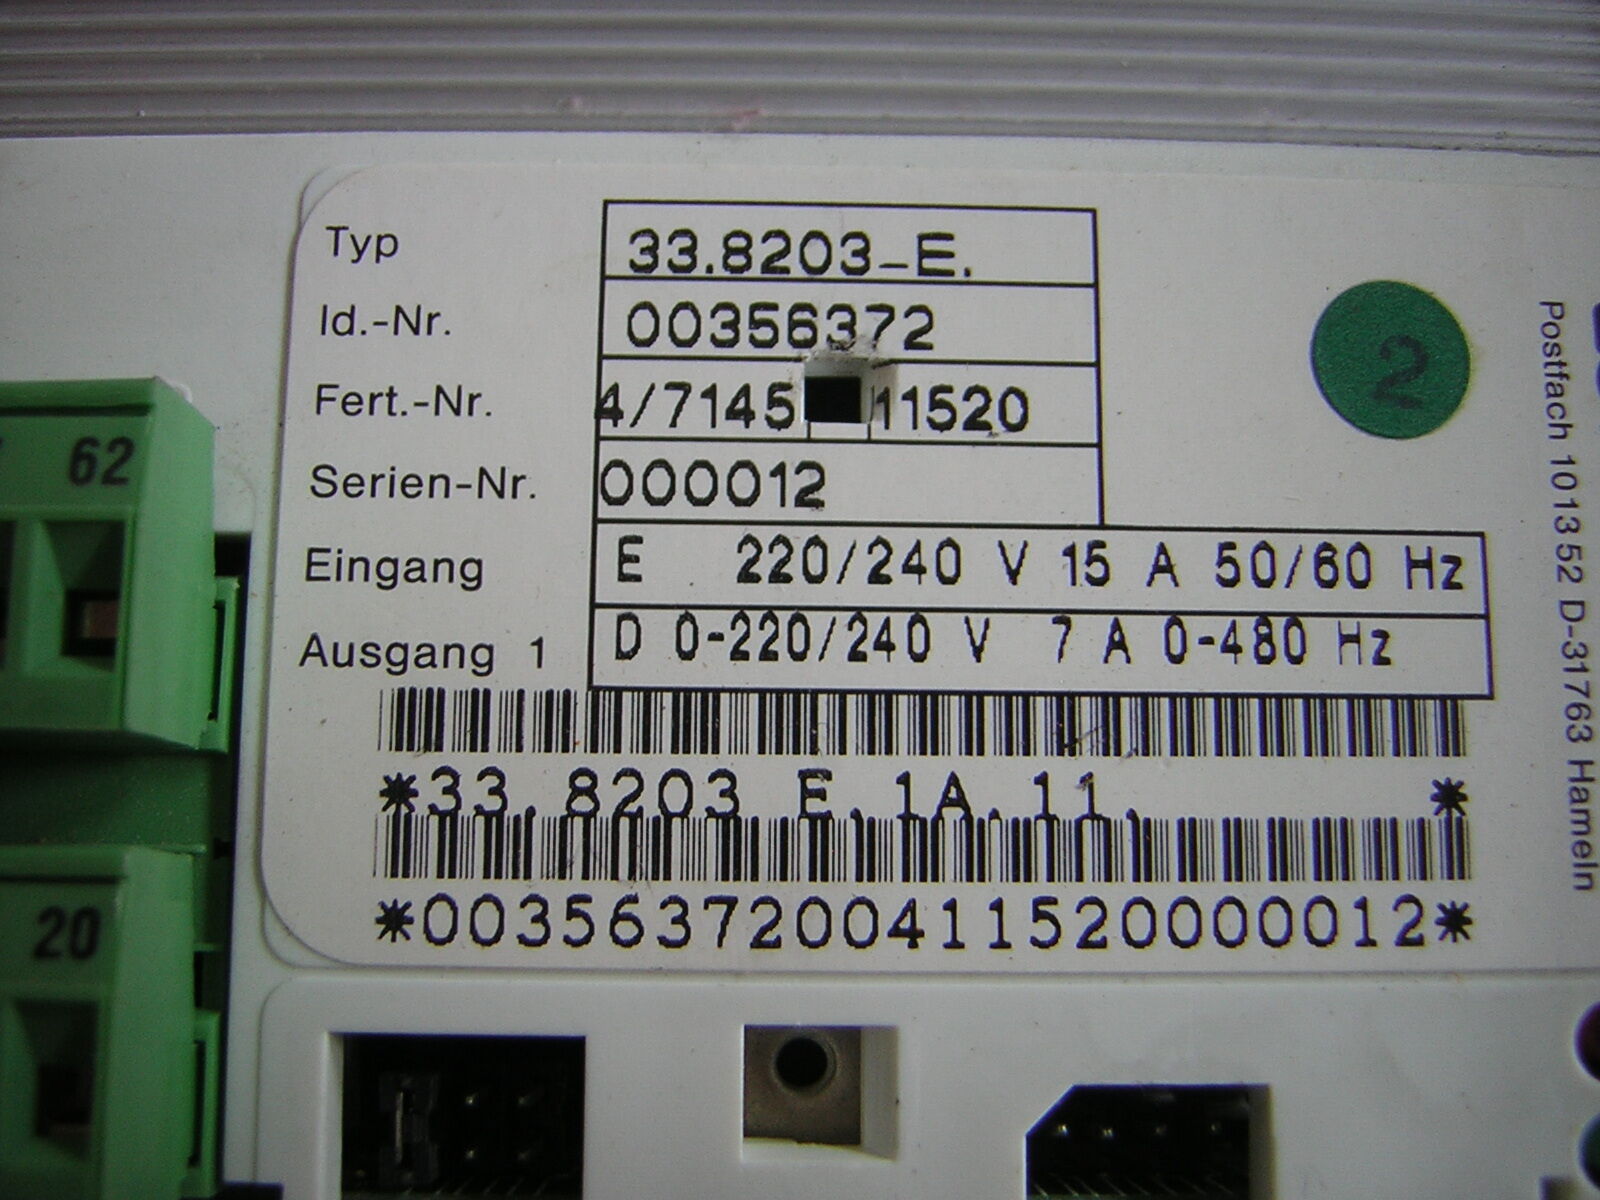 Typ 33.8203-E.
Id.-Nr. 00356372
Fert.-Nr. 4/7145 11520
Serien-Nr. 000012
Eingang E 220/240 V 15 A 50/60 Hz
Ausgang 1 D 0-220/240 V 7 A 0-480 Hz
*33.8203 E.1A.11. *
*00356372004115200000012*
2
Postfach 101352 D-31763 Hameln
62
20